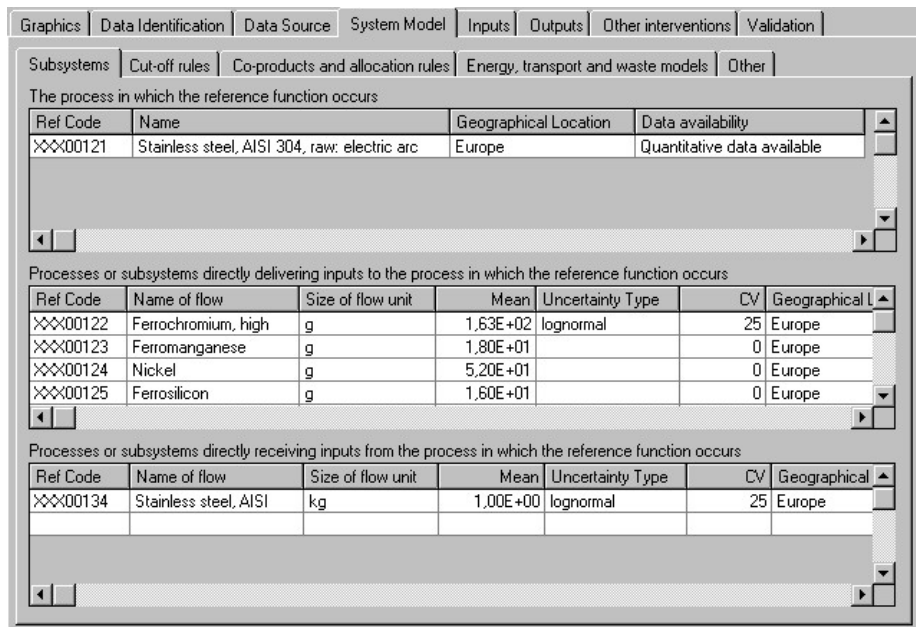 Graphics Data Identification Data Source System Model Inputs Outputs Other interventions Validation
Subsystems Cut-off rules Co-products and allocation rules Energy, transport and waste models Other
The process in which the reference function occurs
Ref Code Name Geographical Location Data availability
XXX00121 Stainless steel, AISI 304, raw: electric arc Europe Quantitative data available
Processes or subsystems directly delivering inputs to the process in which the reference function occurs
Ref Code Name of flow Size of flow unit Mean Uncertainty Type CV Geographical L
XXX00122 Ferrochromium, high g 1,63E+02 lognormal 25 Europe
XXX00123 Ferromanganese g 1,80E+01 0 Europe
XXX00124 Nickel g 5,20E+01 0 Europe
XXX00125 Ferrosilicon g 1,60E+01 0 Europe
Processes or subsystems directly receiving inputs from the process in which the reference function occurs
Ref Code Name of flow Size of flow unit Mean Uncertainty Type CV Geographical
XXX00134 Stainless steel, AISI kg 1,00E+00 lognormal 25 Europe